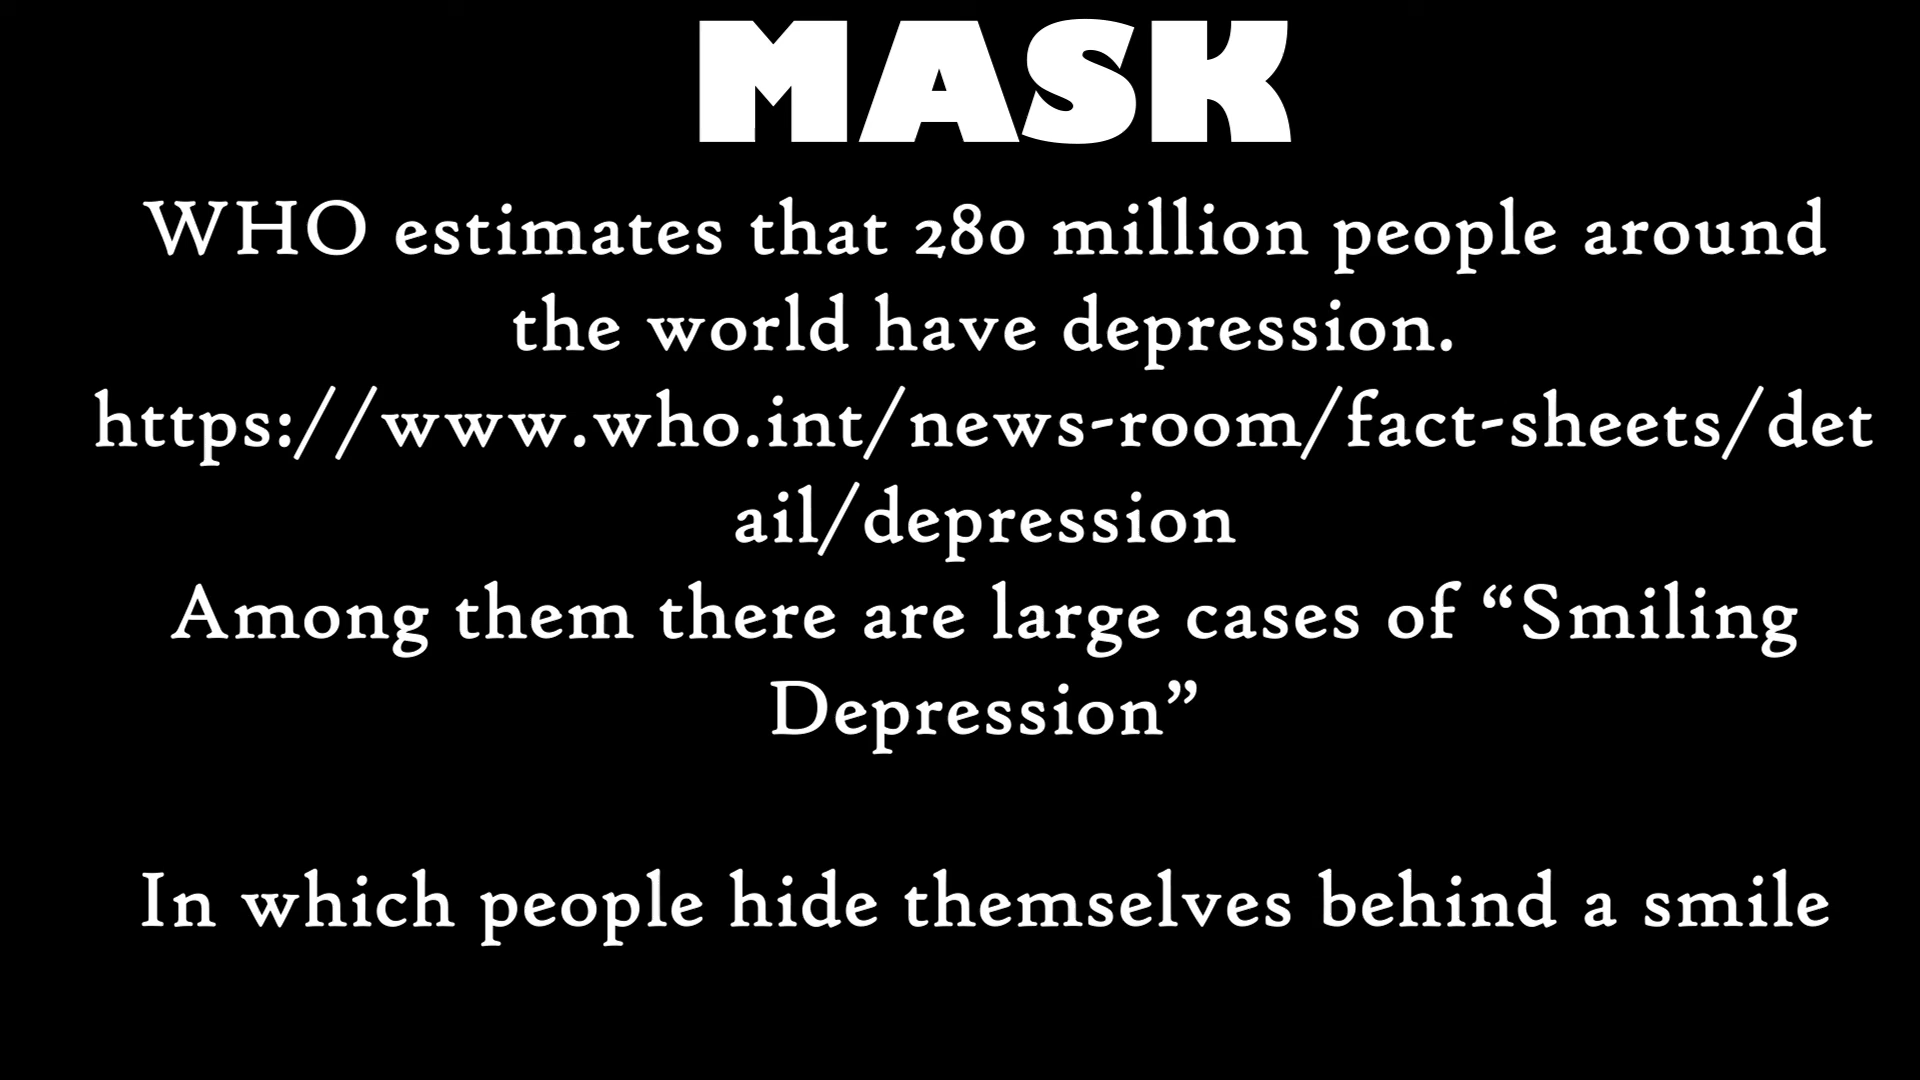 MASK
WHO estimates that 280 million people around
the world have depression.
https://www.who.int/news-room/fact-sheets/det
ail/depression
Among them there are large cases of “Smiling
Depression”
In which people hide themselves behind a smile